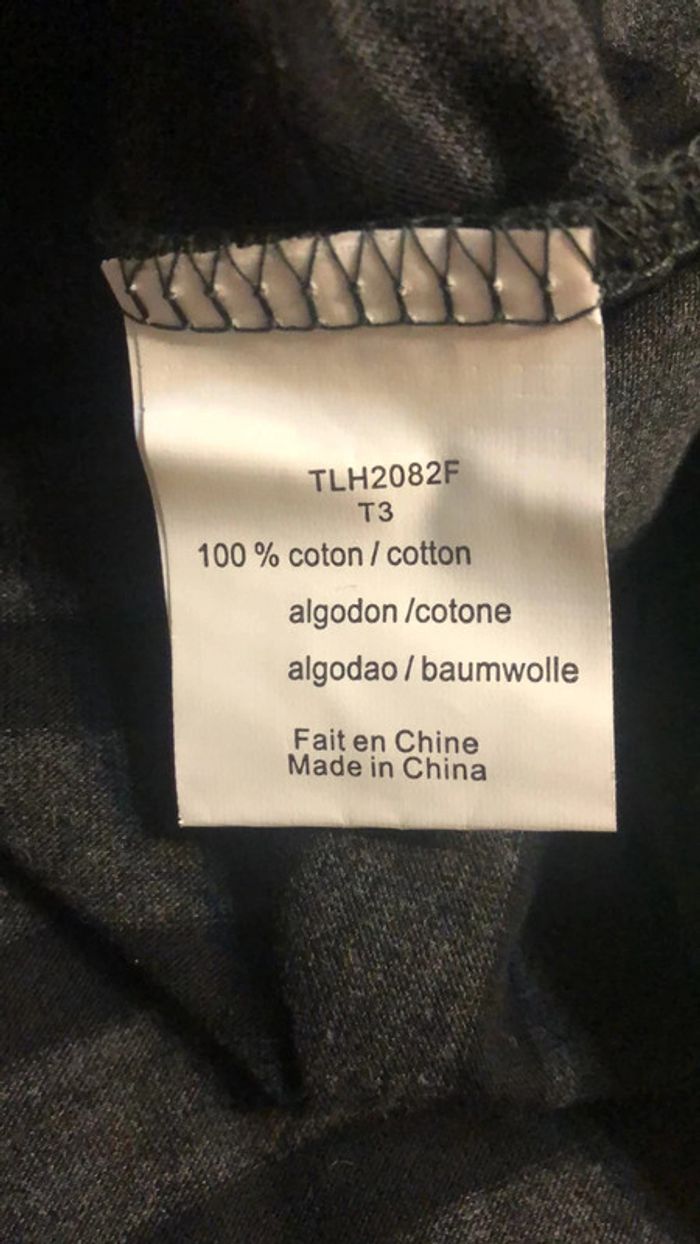 TLH2082F
T3
100 % coton / cotton
algodon /cotone
algodao / baumwolle
Fait en Chine
Made in China